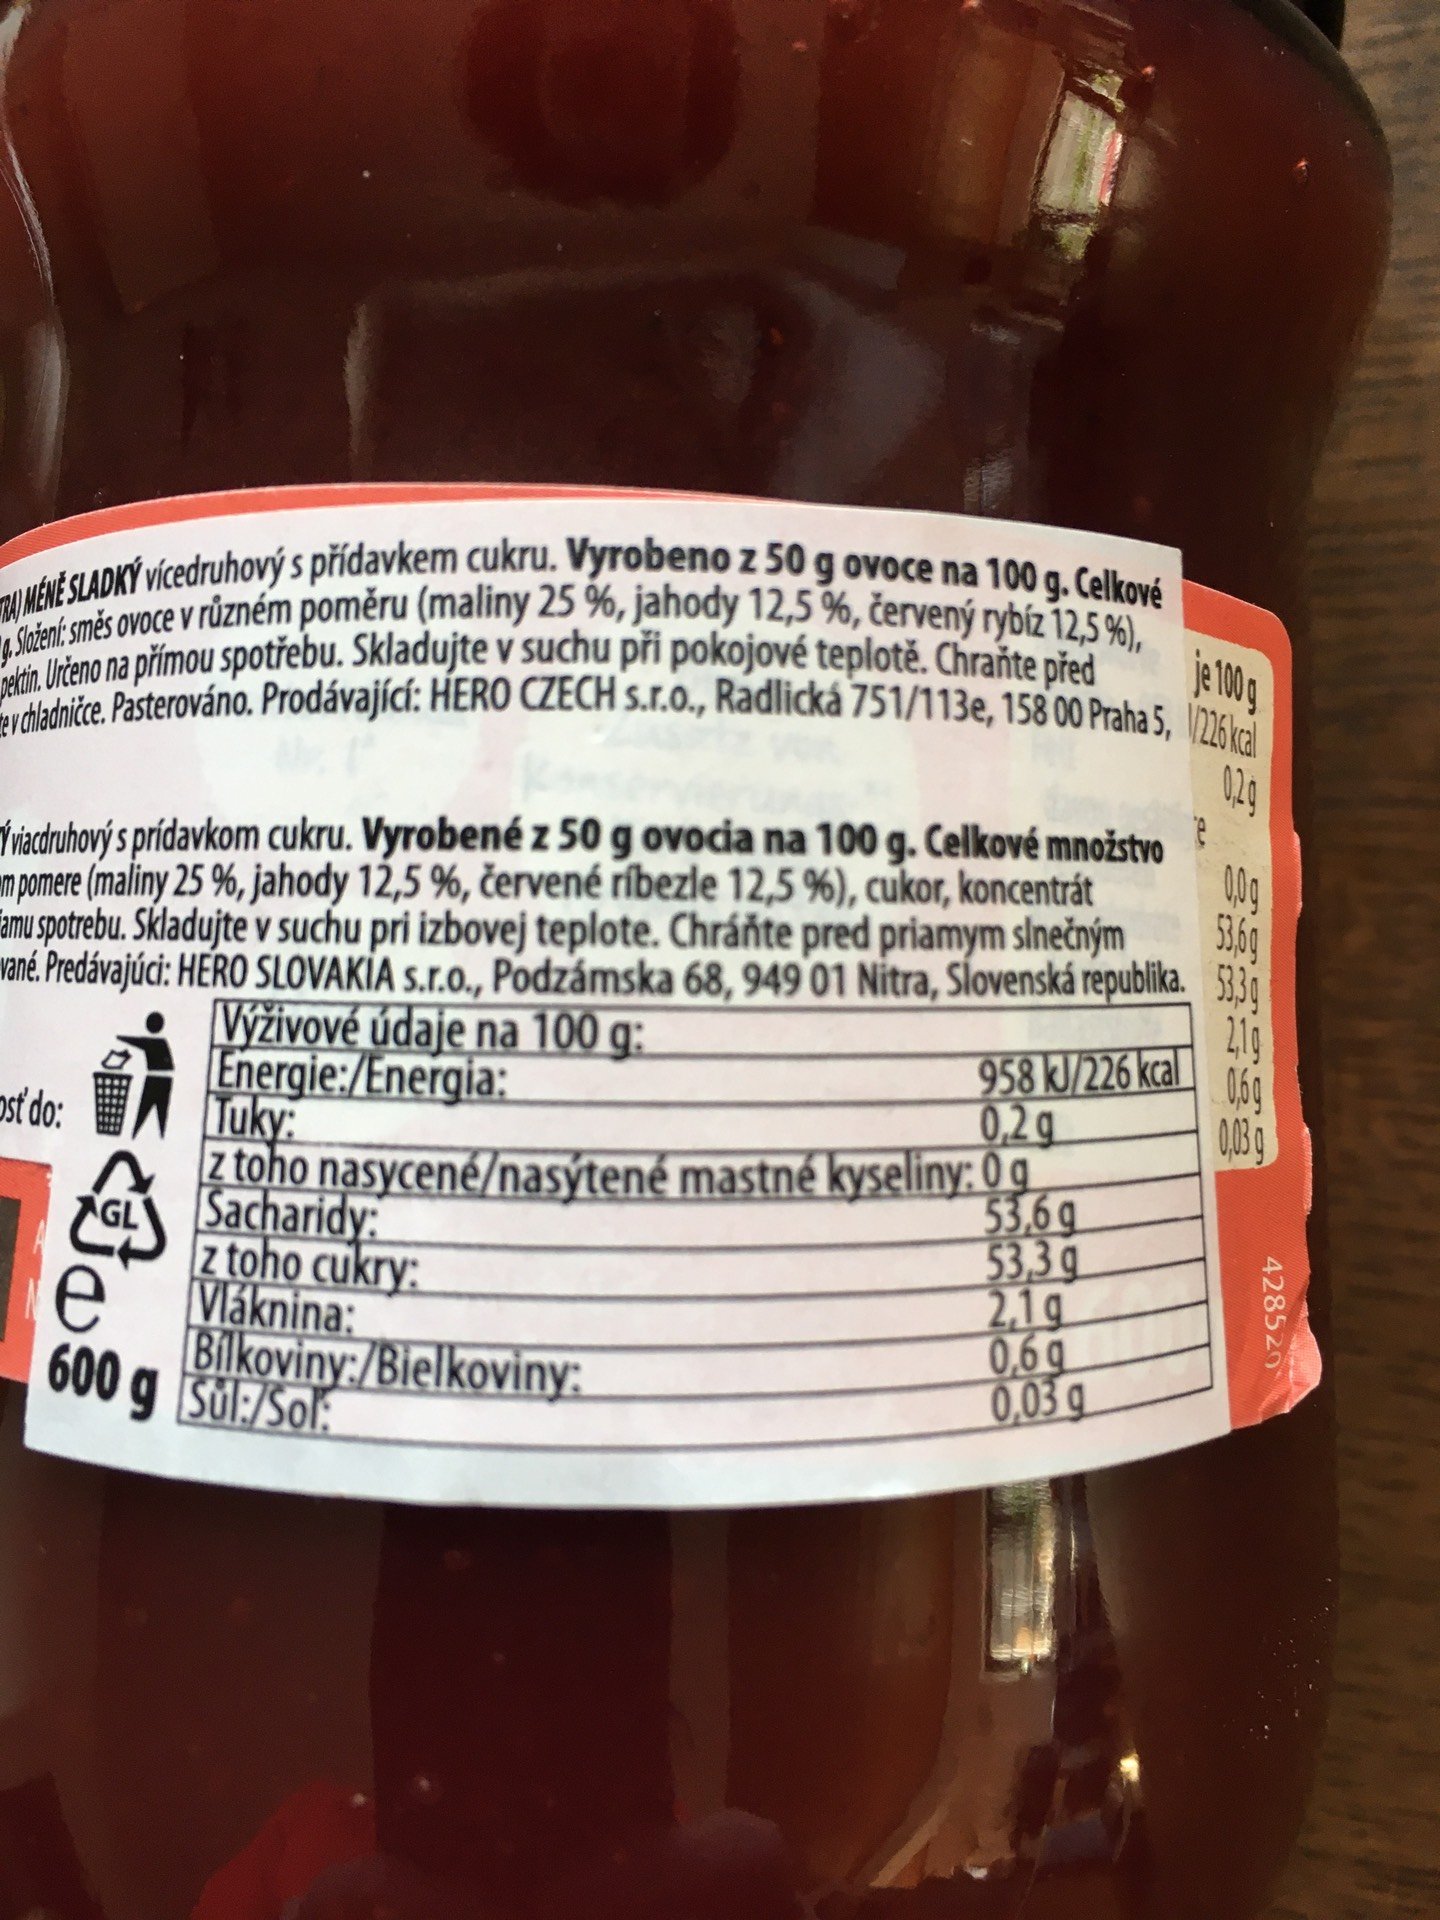 MÉNĚ SLADKÝ vícedruhový s přídavkem cukru. Vyrobeno z 50 g ovoce na 100 g. Celkové
g. Složení: směs ovoce v různém poměru (maliny 25 %, jahody 12,5 %, červený rybíz 12,5 %),
pektin. Určeno na přímou spotřebu. Skladujte v suchu při pokojové teplotě. Chraňte před
v chladničce. Pasterováno. Prodávající: HERO CZECH s.r.o., Radlická 751/113e, 158 00 Praha 5,
viacdruhový s prídavkom cukru. Vyrobené z 50 g ovocia na 100 g. Celkové množstvo
pomere (maliny 25 %, jahody 12,5 %, červené ríbezle 12,5 %), cukor, koncentrát
spotrebu. Skladujte v suchu pri izbovej teplote. Chráňte pred priamym slnečným
Predávajúci: HERO SLOVAKIA s.r.o., Podzámska 68, 949 01 Nitra, Slovenská republika.
do:
GL
e
600 g
Výživové údaje na 100 g:
Energie:/Energia: 958 kJ/226 kcal
Tuky: 0,2 g
z toho nasycené/nasýtené mastné kyseliny: 0 g
Sacharidy: 53,6 g
z toho cukry: 53,3 g
Vláknina: 2,1 g
Bílkoviny:/Bielkoviny: 0,6 g
Sůl:/Soľ: 0,03 g
je 100 g
/226 kcal
0,2 g
0,0 g
53,6 g
53,3 g
2,1 g
0,6 g
0,03 g
428520